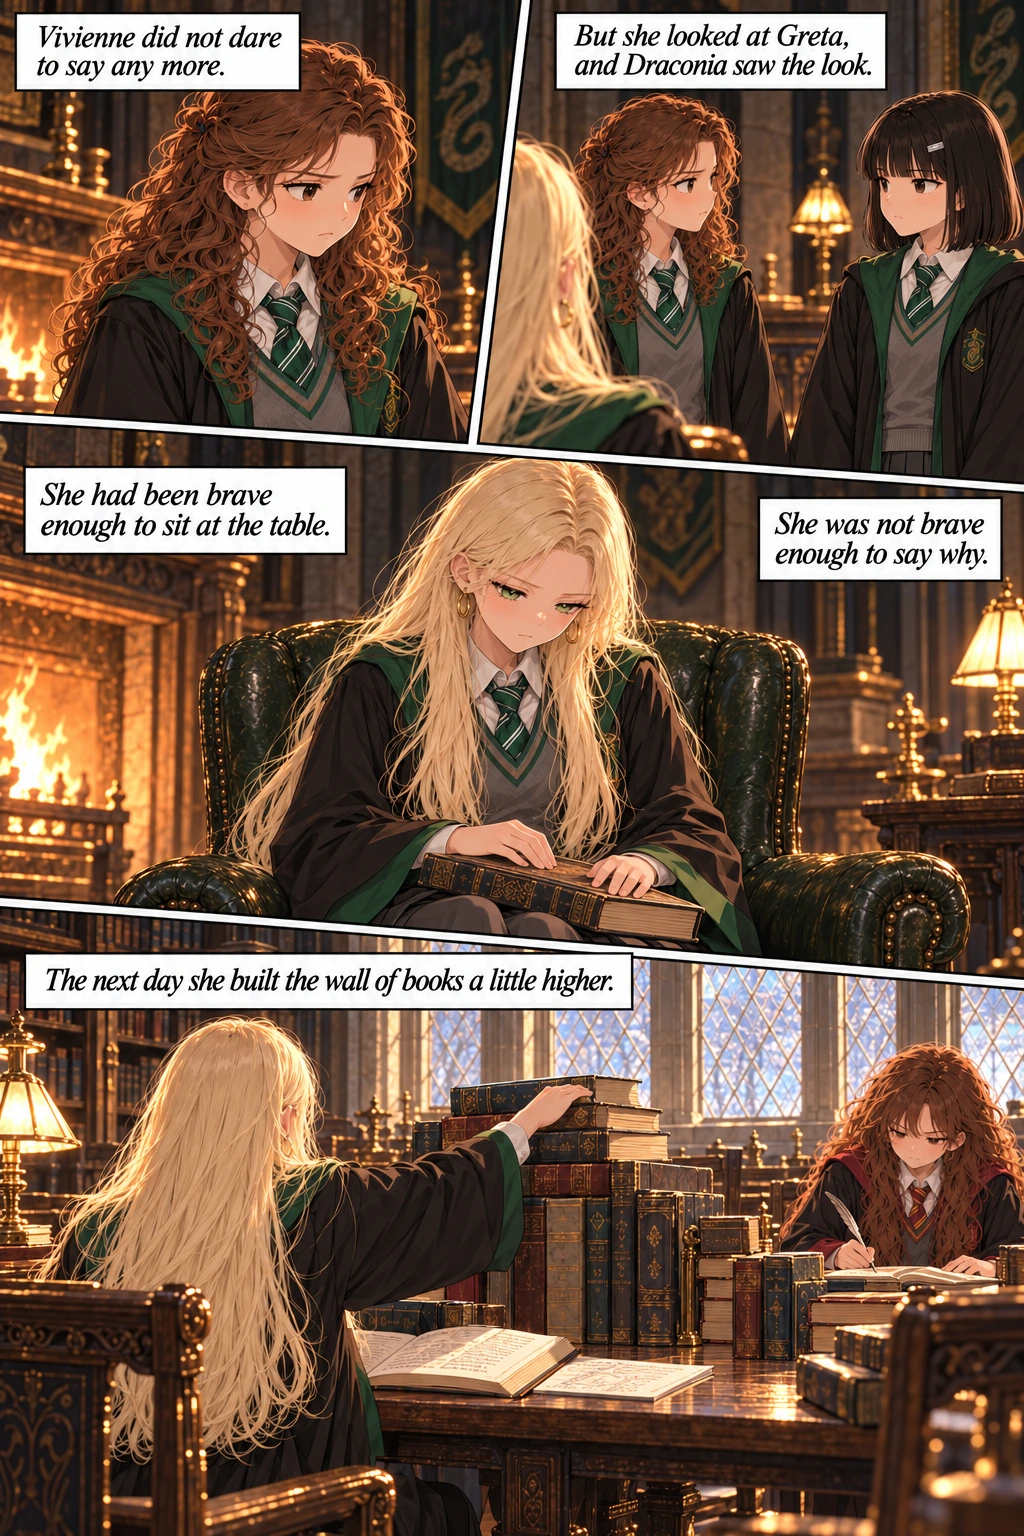 Vivienne did not dare
to say any more.
But she looked at Greta,
and Draconia saw the look.
She had been brave
enough to sit at the table.
She was not brave
enough to say why.
The next day she built the wall of books a little higher.